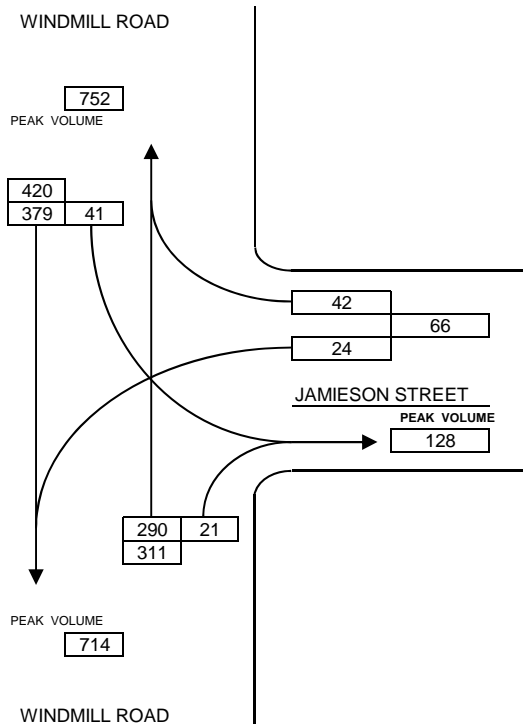 WINDMILL ROAD
752
PEAK VOLUME
420
379 41
42
66
24
JAMIESON STREET
PEAK VOLUME
128
290 21
311
PEAK VOLUME
714
WINDMILL ROAD